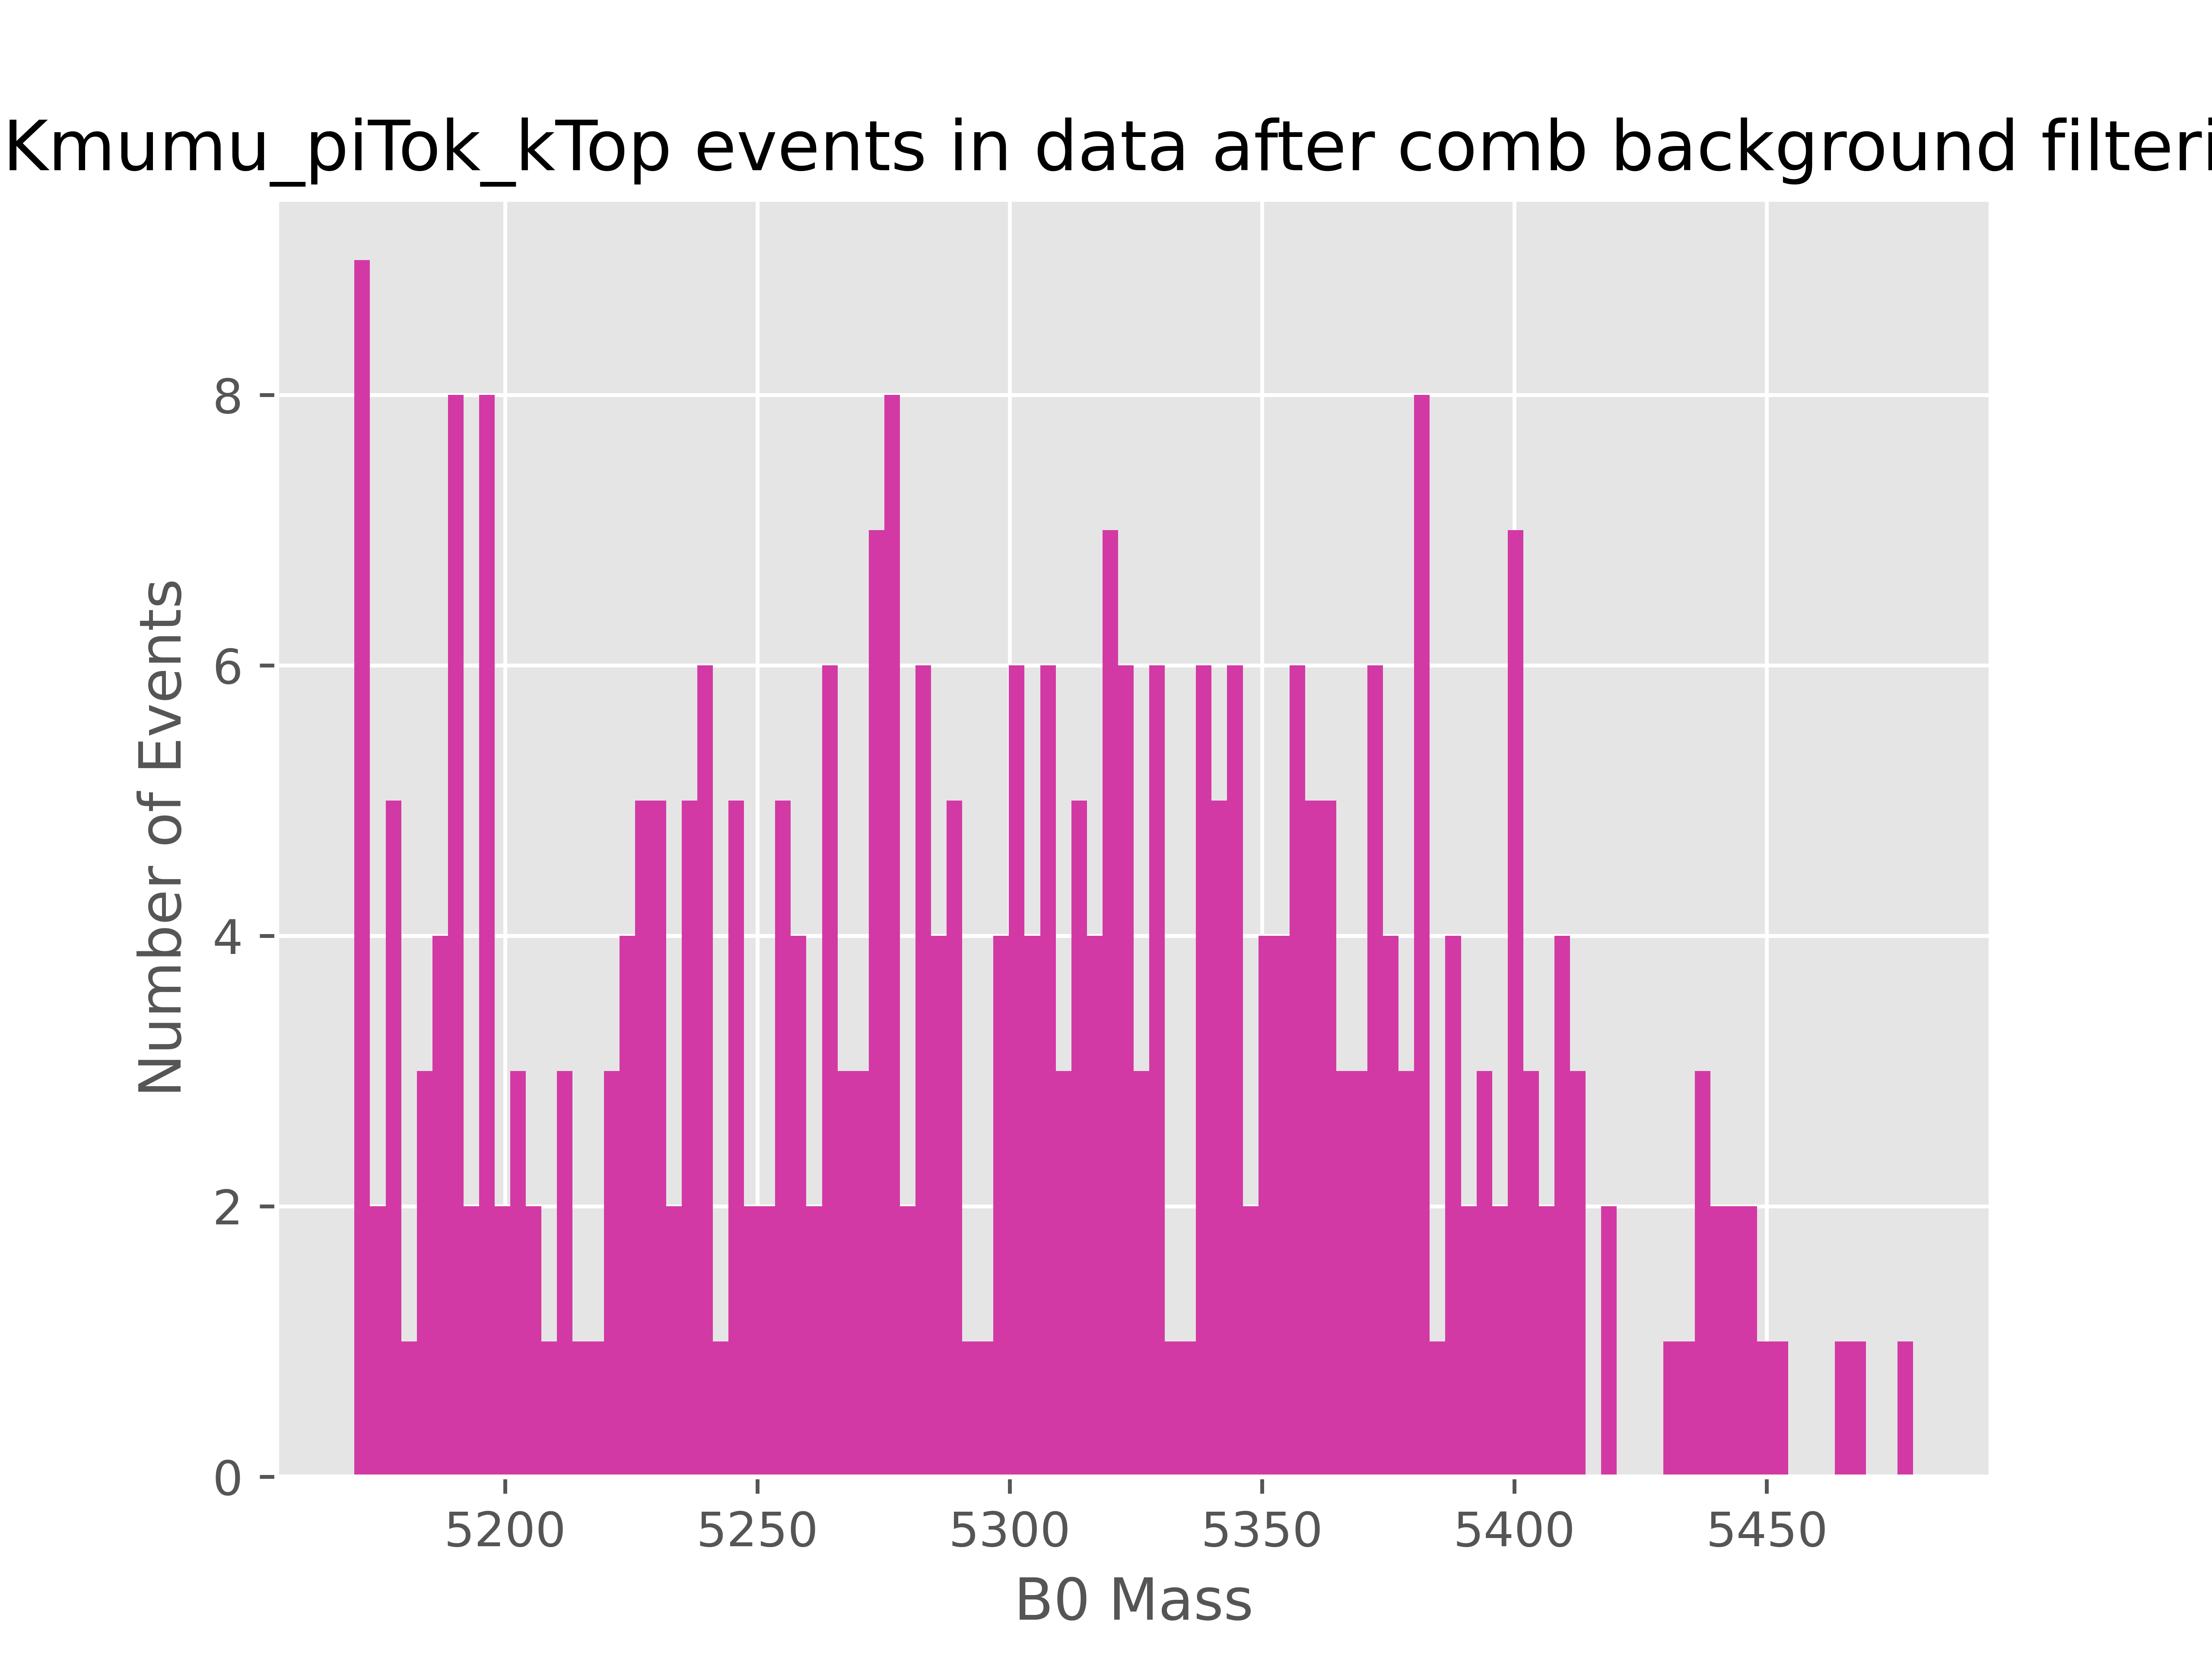 Kmumu_piTok_kTop events in data after comb background filteri
Number of Events
8
6
4
2
0
5200 5250 5300 5350 5400 5450
B0 Mass